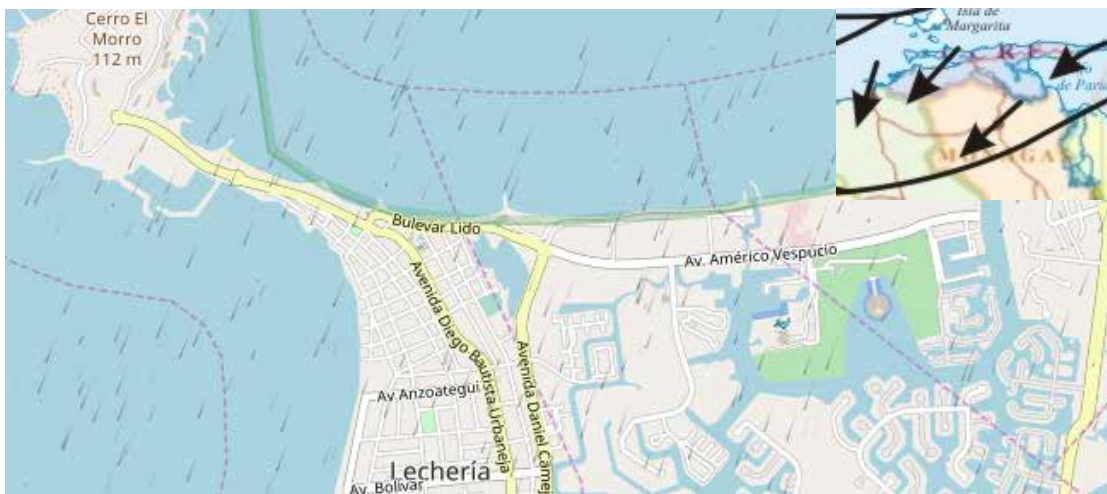 Cerro El
Morro
112 m
Isla de
Margarita
Bulevar Lido
Av. Américo Vespucio
Avenida Diego Bautista Urbaneja
Avenida Daniel Camej
Av Anzoategui
Lechería
Av. Bolívar
de Paria